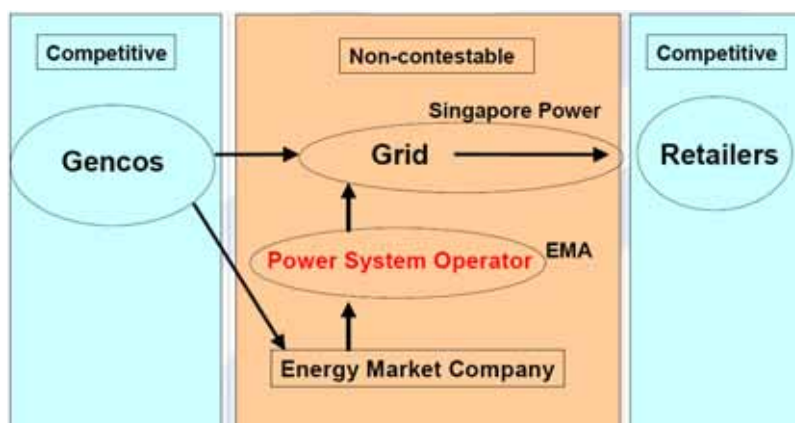 Competitive
Non-contestable
Competitive
Singapore Power
Gencos
Grid
Retailers
Power System Operator
EMA
Energy Market Company